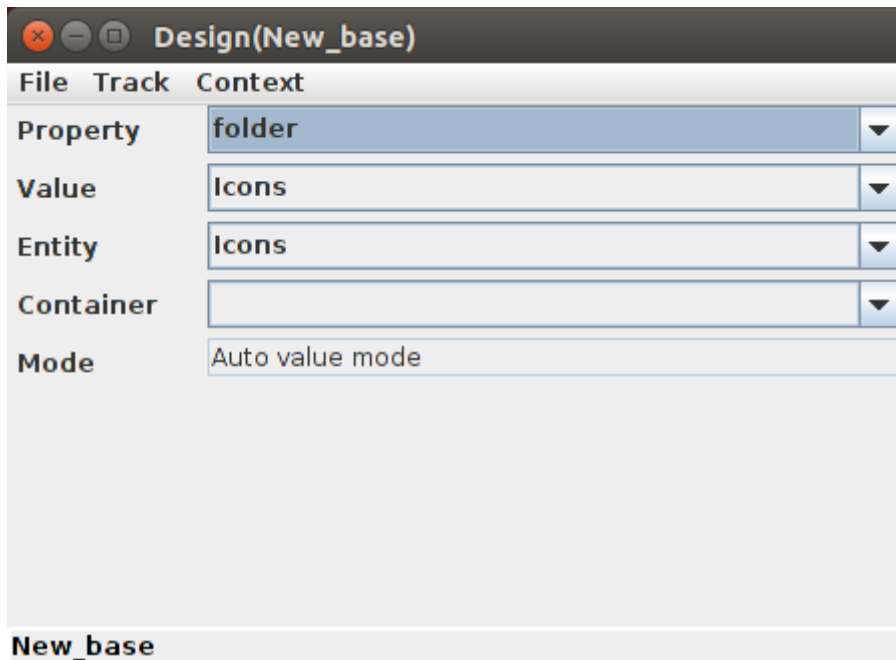 Design(New_base)
File Track Context
Property folder
Value Icons
Entity Icons
Container
Mode Auto value mode
New_base